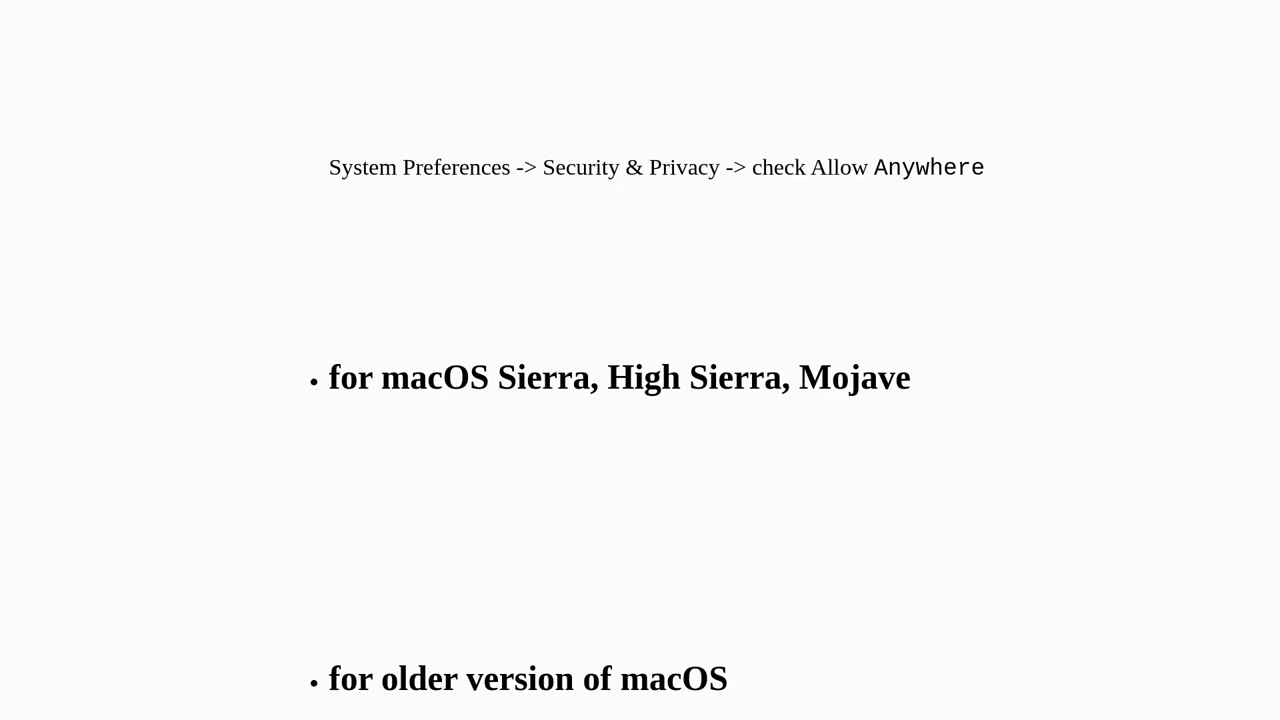 System Preferences -> Security & Privacy -> check Allow Anywhere
• for macOS Sierra, High Sierra, Mojave
• for older version of macOS